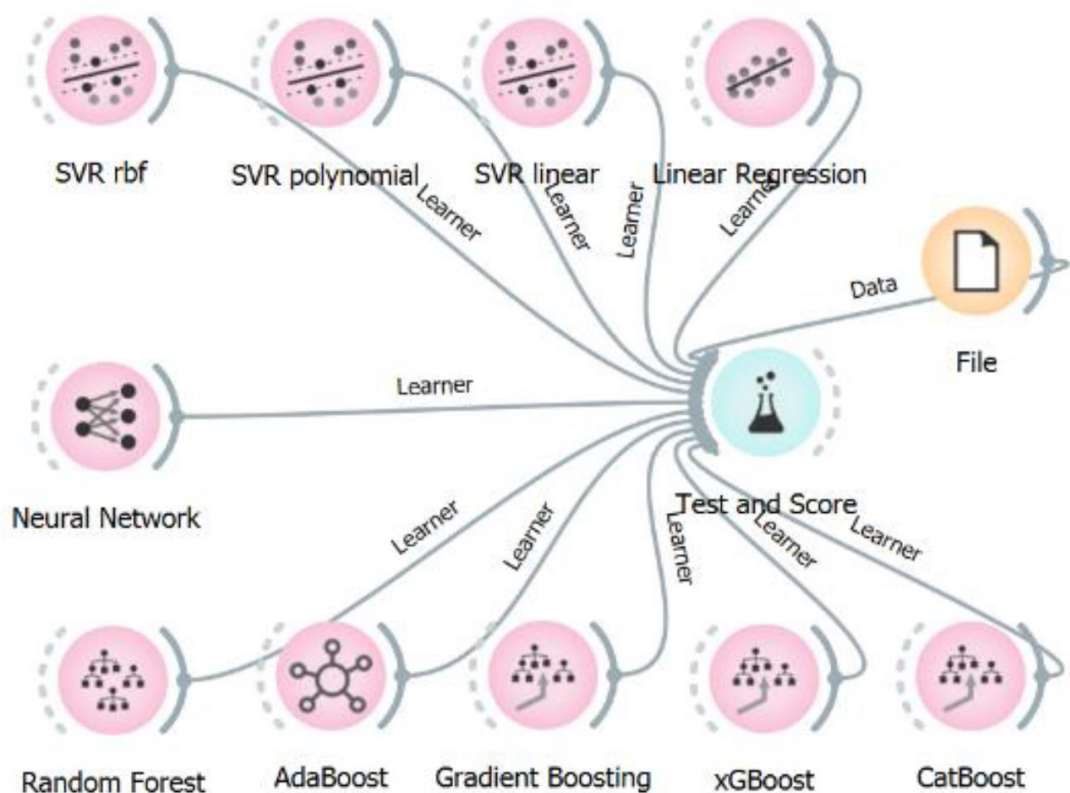 SVR rbf
SVR polynomial
SVR linear
Linear Regression
Learner
Learner
Learner
Learner
Data
File
Learner
Neural Network
Test and Score
Learner
Learner
Learner
Learner
Learner
Random Forest
AdaBoost
Gradient Boosting
xGBoost
CatBoost